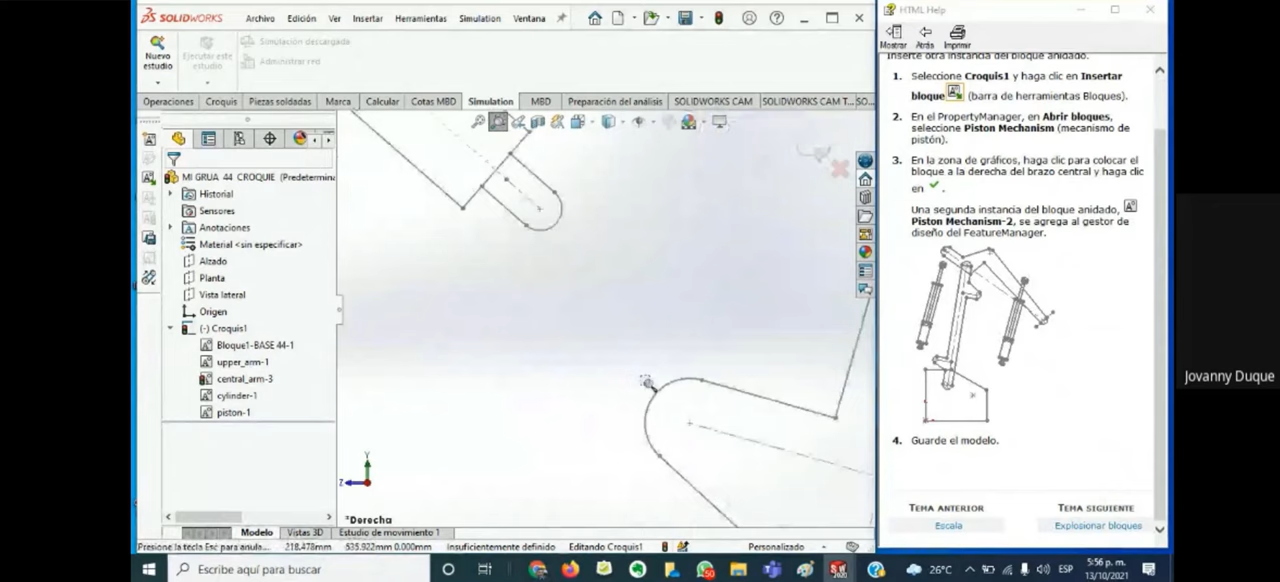 SOLIDWORKS
Archivo Edición Ver Insertar Herramientas Simulation Ventana
Nuevo estudio
Ejecutar este estudio
Simulación descargada
Administrar red
Operaciones Croquis Piezas soldadas Marca Calcular Cotas MBD Simulation MBD Preparación del análisis SOLIDWORKS CAM SOLIDWORKS CAM T... SO...
MI GRUA 44 CROQUIE (Predetermina
Historial
Sensores
Anotaciones
Material <sin especificar>
Alzado
Planta
Vista lateral
Origen
(-) Croquis1
Bloque1-BASE 44-1
upper_arm-1
central_arm-3
cylinder-1
piston-1
Y
Z
*Derecha
Modelo Vistas 3D Estudio de movimiento 1
Presione la tecla Esc para anula... 218.478mm 535.922mm 0.000mm Insuficientemente definido Editando Croquis1 Personalizado
HTML Help
Mostrar Atrás Imprimir
Inserte otra instancia del bloque anidado.
1. Seleccione Croquis1 y haga clic en Insertar
bloque (barra de herramientas Bloques).
2. En el PropertyManager, en Abrir bloques,
seleccione Piston Mechanism (mecanismo de
pistón).
3. En la zona de gráficos, haga clic para colocar el
bloque a la derecha del brazo central y haga clic
en .
Una segunda instancia del bloque anidado,
Piston Mechanism-2, se agrega al gestor de
diseño del FeatureManager.
4. Guarde el modelo.
TEMA ANTERIOR TEMA SIGUIENTE
Escala Explosionar bloques
Jovanny Duque
Escribe aquí para buscar
50
2020
26°C
ESP
5:56 p. m.
13/10/2021